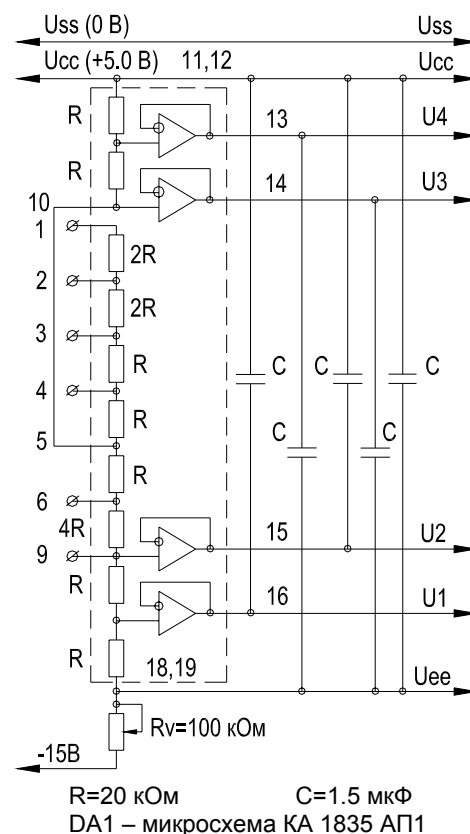 Uss (0 В) Uss
Ucc (+5.0 В) 11,12 Ucc
R 13 U4
R 14 U3
10
1
2R
2
2R
3
R
4 C C C
R C C
5
R
6
4R 15 U2
9
R 16 U1
R 18,19 Uee
Rv=100 кОм
-15В
R=20 кОм C=1.5 мкФ
DA1 – микросхема КА 1835 АП1